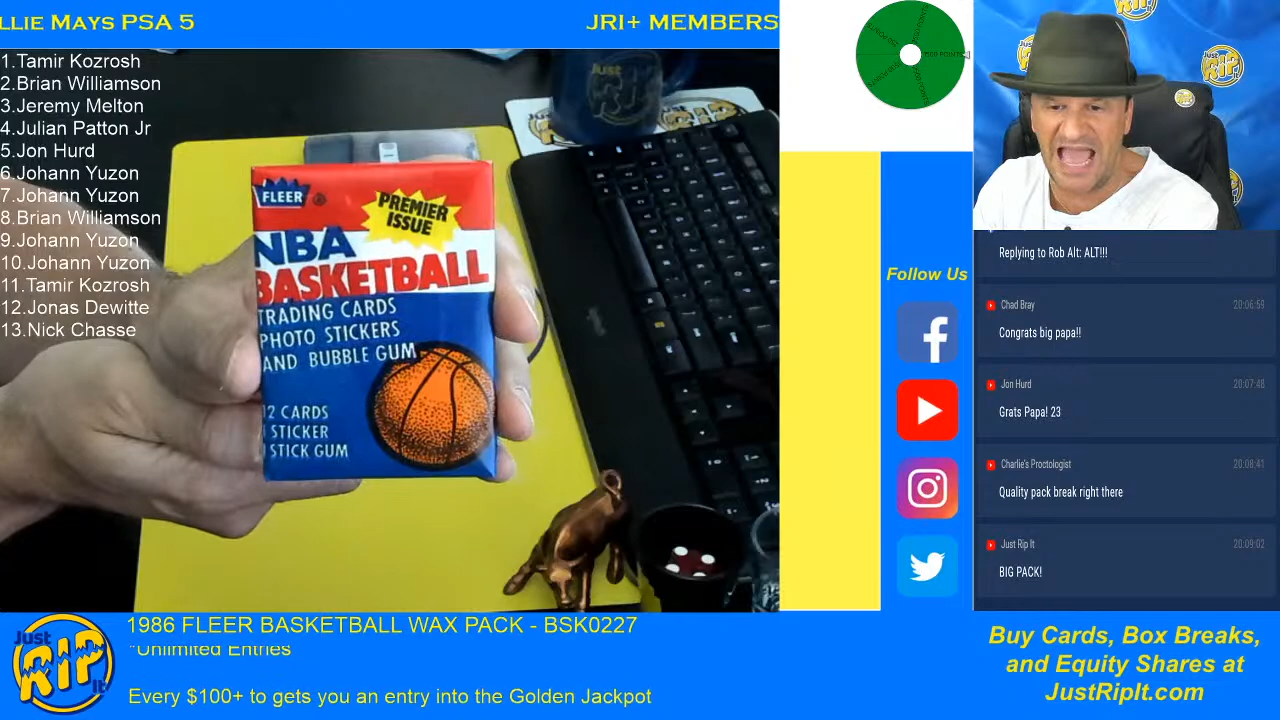 LLIE MAYS PSA 5
JRI+ MEMBERS
1.Tamir Kozrosh
2.Brian Williamson
3.Jeremy Melton
4.Julian Patton Jr
5.Jon Hurd
6.Johann Yuzon
7.Johann Yuzon
8.Brian Williamson
9.Johann Yuzon
10.Johann Yuzon
11.Tamir Kozrosh
12.Jonas Dewitte
13.Nick Chasse
FLEER ®
PREMIER
ISSUE
NBA
BASKETBALL
TRADING CARDS
PHOTO STICKERS
AND BUBBLE GUM
12 CARDS
1 STICKER
1 STICK GUM
Just
RIP
Follow Us
Replying to Rob Alt: ALT!!!
Chad Bray 20:06:59
Congrats big papa!!
Jon Hurd 20:07:48
Grats Papa! 23
Charlie's Proctologist 20:08:41
Quality pack break right there
Just Rip It 20:09:02
BIG PACK!
Just
RIP
It
1986 FLEER BASKETBALL WAX PACK - BSK0227
*Unlimited Entries
Every $100+ to gets you an entry into the Golden Jackpot
Buy Cards, Box Breaks,
and Equity Shares at
JustRipIt.com